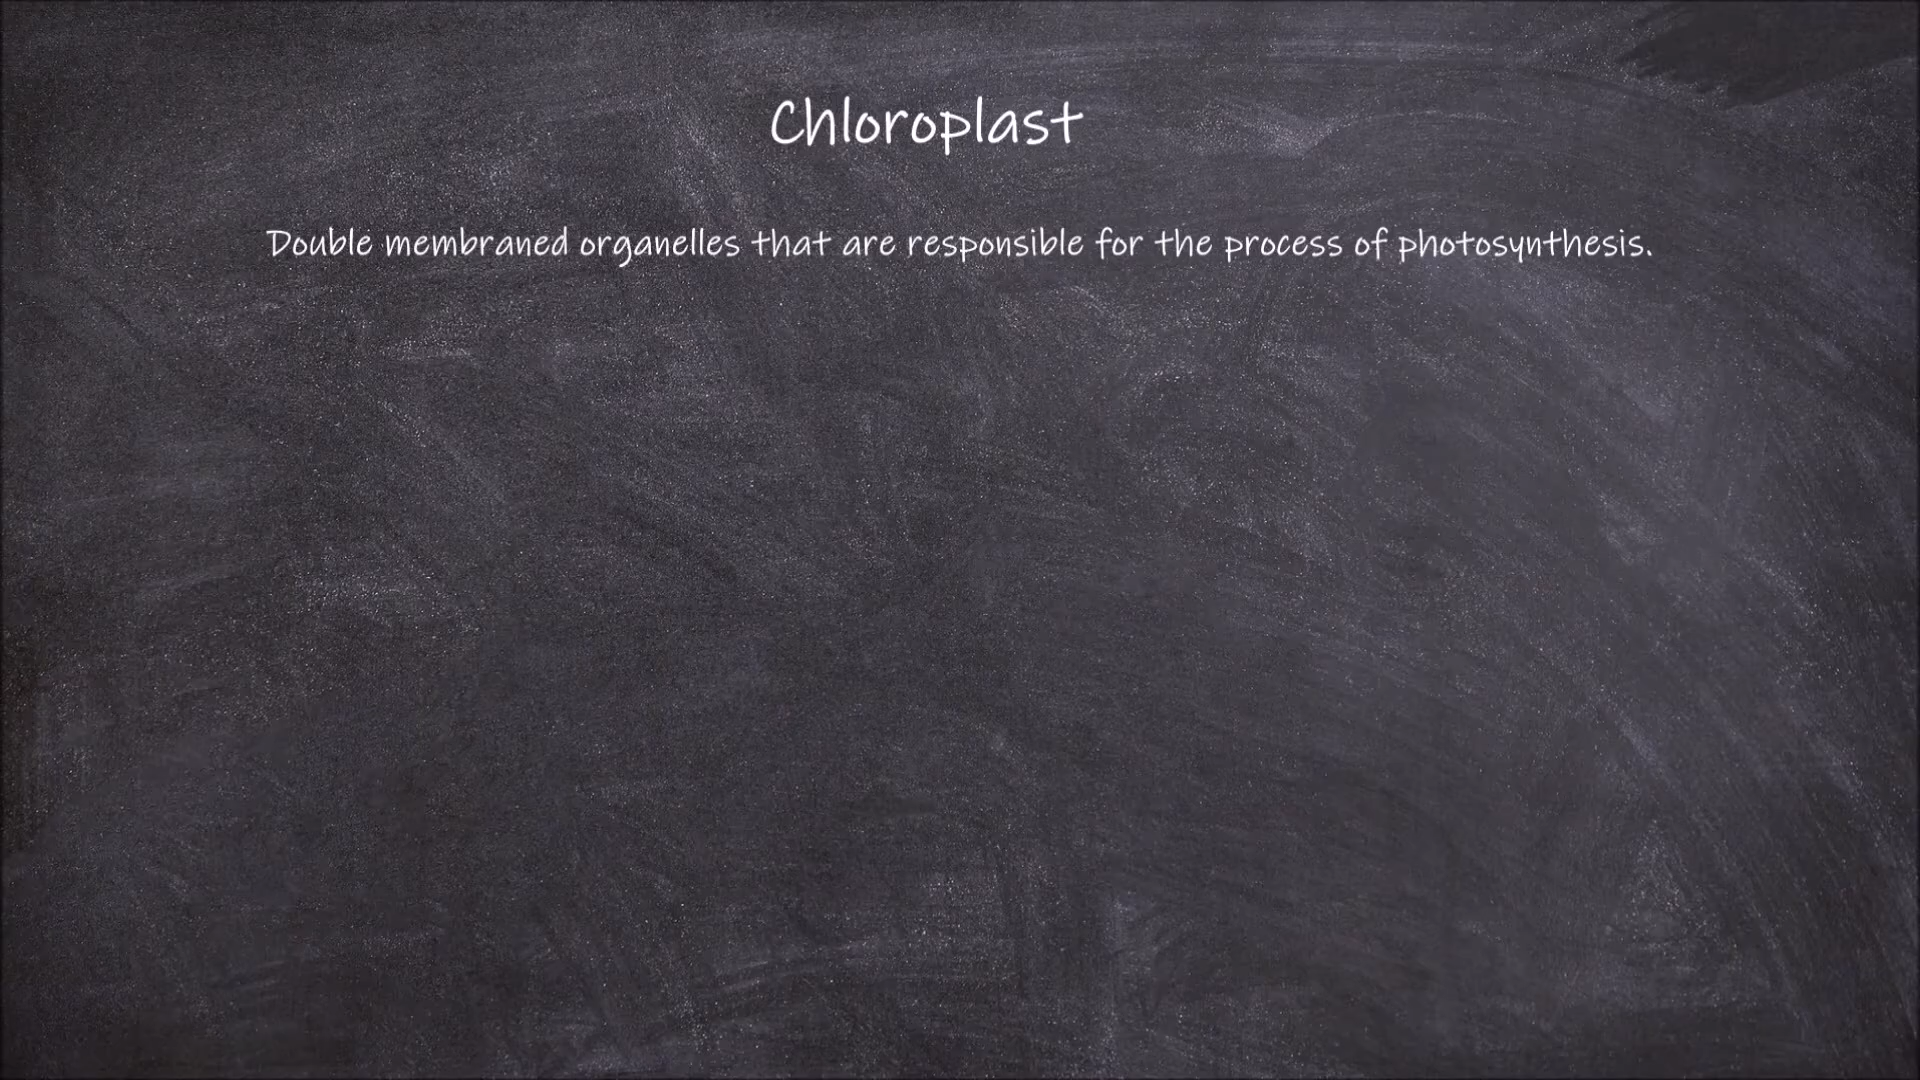 Chloroplast
Double membraned organelles that are responsible for the process of photosynthesis.